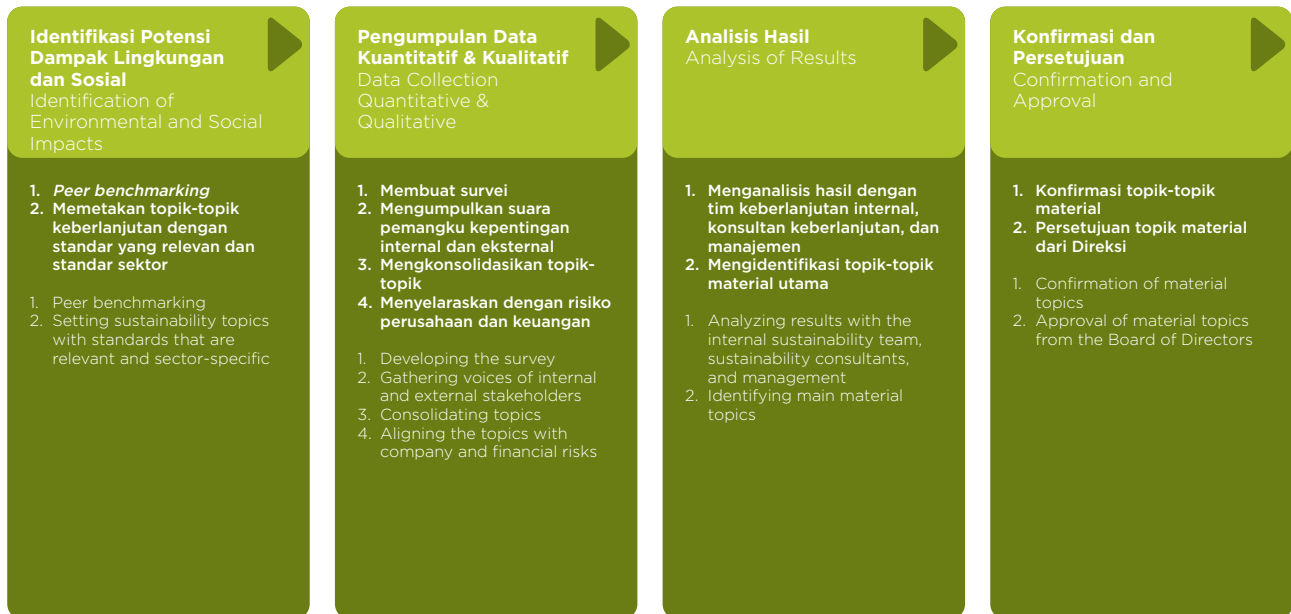 Identifikasi Potensi
Dampak Lingkungan
dan Sosial
Identification of
Environmental and Social
Impacts
1. Peer benchmarking
2. Memetakan topik-topik
keberlanjutan dengan
standar yang relevan dan
standar sektor
1. Peer benchmarking
2. Setting sustainability topics
with standards that are
relevant and sector-specific
Pengumpulan Data
Kuantitatif & Kualitatif
Data Collection
Quantitative &
Qualitative
1. Membuat survei
2. Mengumpulkan suara
pemangku kepentingan
internal dan eksternal
3. Mengkonsolidasikan topik-
topik
4. Menyelaraskan dengan risiko
perusahaan dan keuangan
1. Developing the survey
2. Gathering voices of internal
and external stakeholders
3. Consolidating topics
4. Aligning the topics with
company and financial risks
Analisis Hasil
Analysis of Results
1. Menganalisis hasil dengan
tim keberlanjutan internal,
konsultan keberlanjutan, dan
manajemen
2. Mengidentifikasi topik-topik
material utama
1. Analyzing results with the
internal sustainability team,
sustainability consultants,
and management
2. Identifying main material
topics
Konfirmasi dan
Persetujuan
Confirmation and
Approval
1. Konfirmasi topik-topik
material
2. Persetujuan topik material
dari Direksi
1. Confirmation of material
topics
2. Approval of material topics
from the Board of Directors